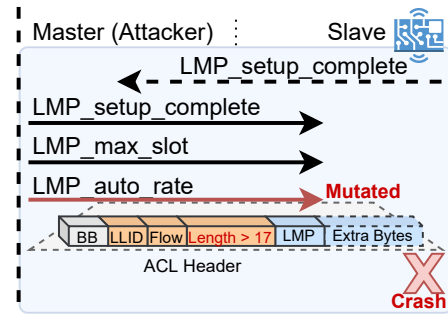 Master (Attacker) Slave
LMP_setup_complete
LMP_setup_complete
LMP_max_slot
LMP_auto_rate
Mutated
BB LLID Flow Length > 17 LMP Extra Bytes
ACL Header
Crash